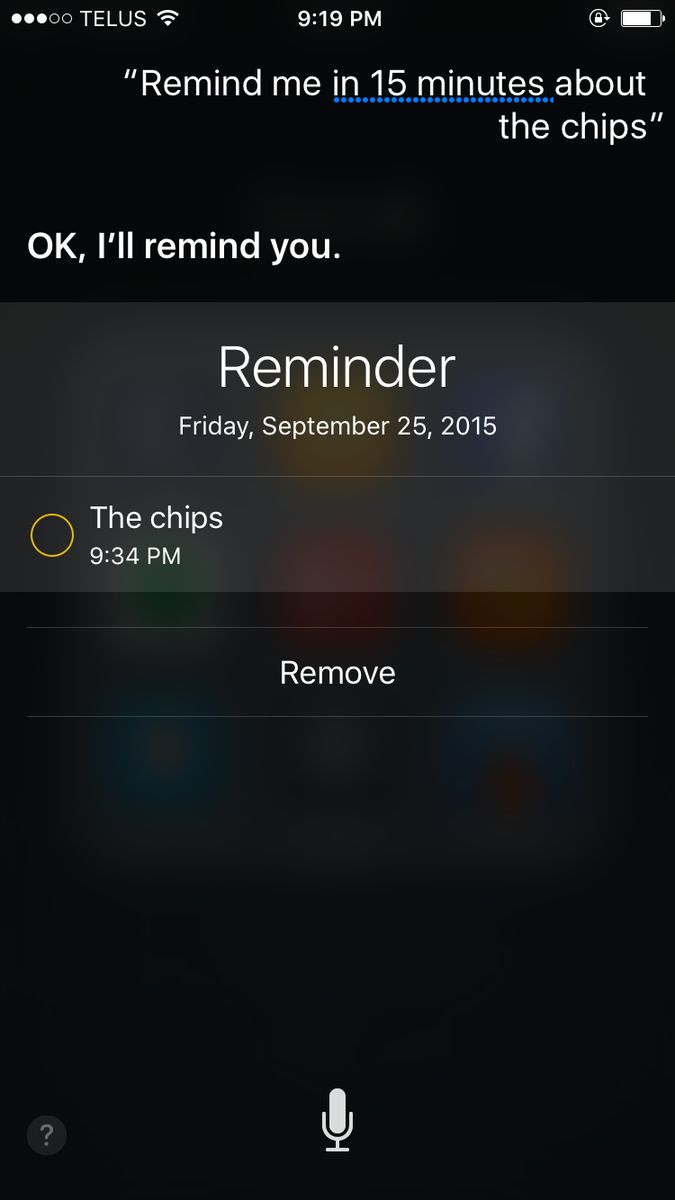 TELUS 9:19 PM
“Remind me in 15 minutes about
the chips”
OK, I’ll remind you.
Reminder
Friday, September 25, 2015
The chips
9:34 PM
Remove
?